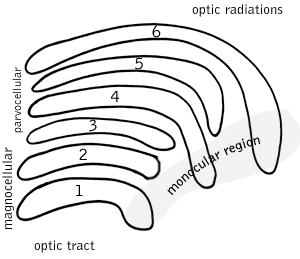 optic radiations
6
5
4
3
2
1
parvocellular
magnocellular
monocular region
optic tract